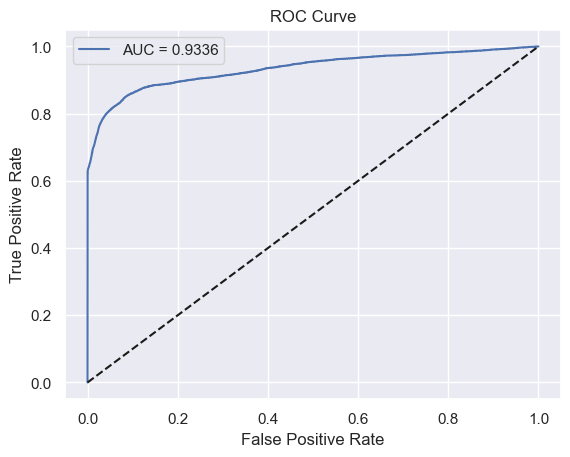 ROC Curve
AUC = 0.9336
1.0
0.8
0.6
0.4
0.2
0.0
True Positive Rate
0.0 0.2 0.4 0.6 0.8 1.0
False Positive Rate